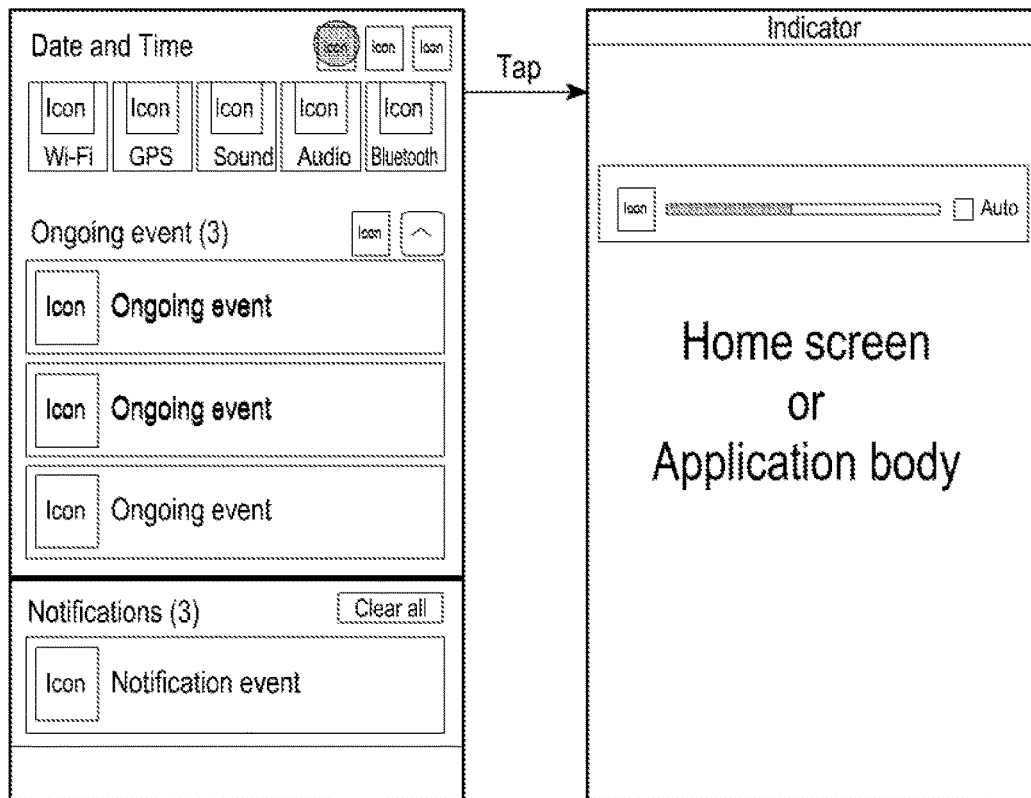 Date and Time
Icon
Icon
Icon
Icon
Icon
Icon
Icon
Icon
Wi-Fi
GPS
Sound
Audio
Bluetooth
Ongoing event (3)
Icon
Icon
Ongoing event
Icon
Ongoing event
Icon
Ongoing event
Notifications (3)
Clear all
Icon
Notification event
Tap
Indicator
Icon
Auto
Home screen
or
Application body